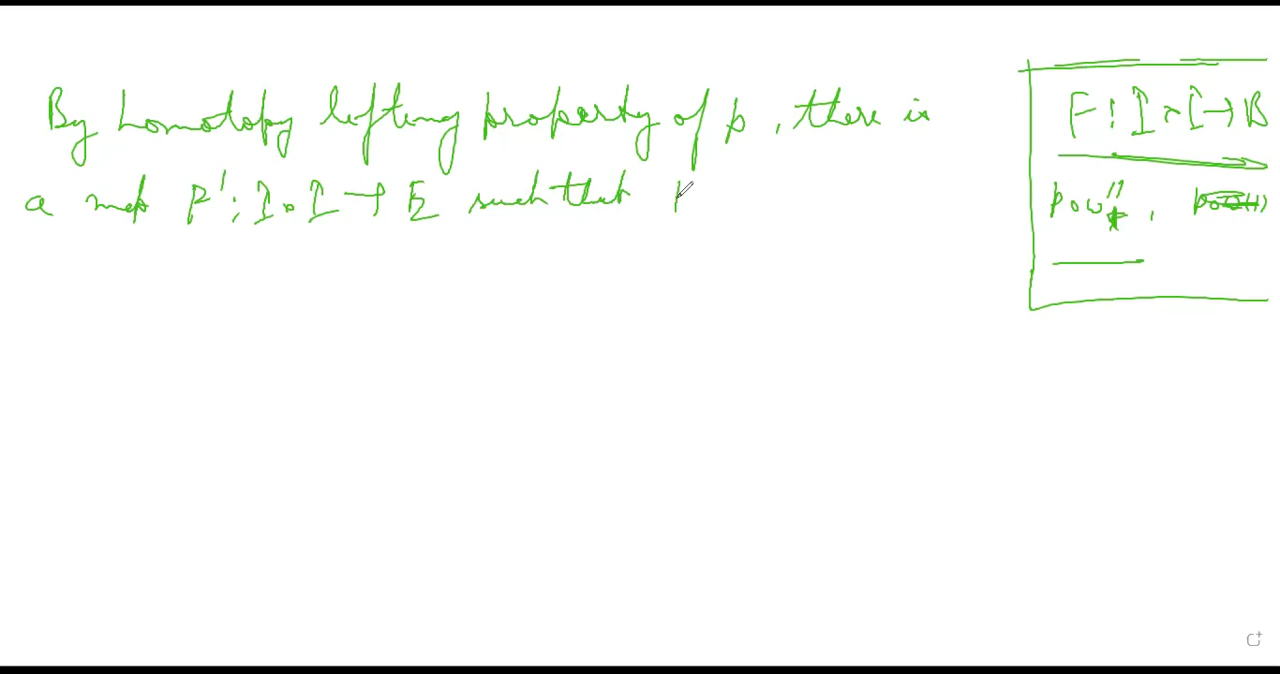 By homotopy lifting property of p, there is
a map F' : I × I → E such that
F : I × I → B
p o w''